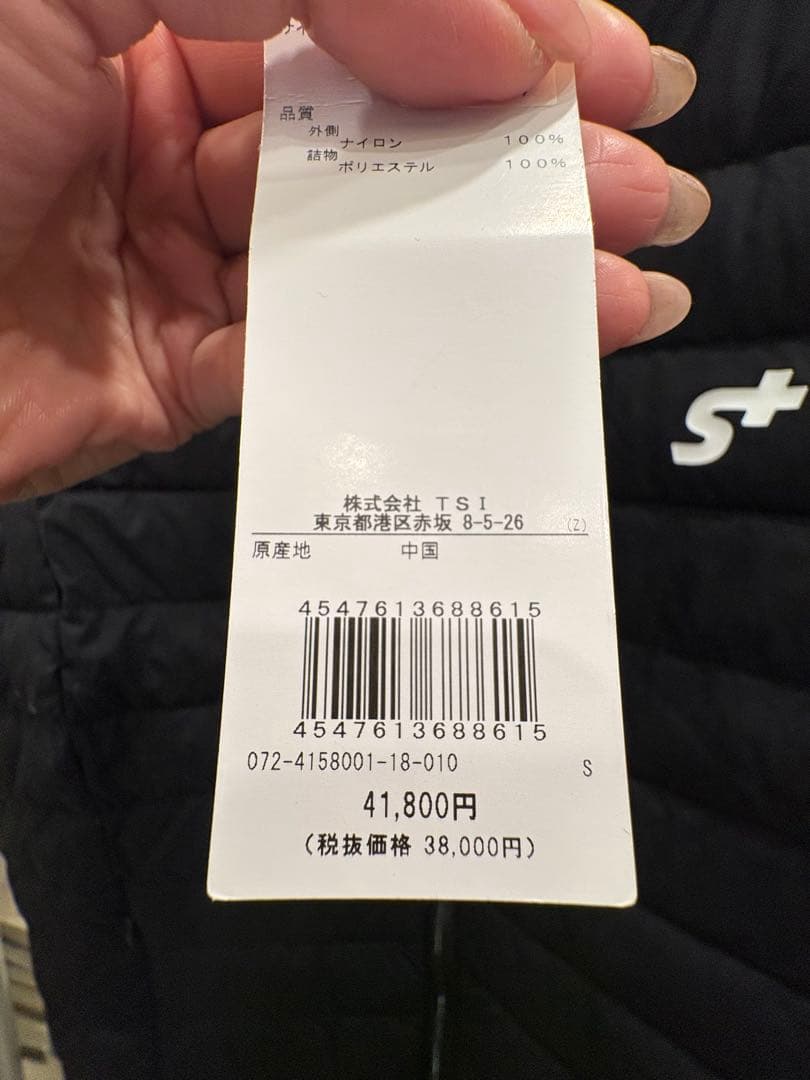 品質
外側
ナイロン 100%
詰物
ポリエステル 100%
株式会社 TSI
東京都港区赤坂 8-5-26 (Z)
原産地 中国
4547613688615
4547613688615
072-4158001-18-010 S
41,800円
(税抜価格 38,000円)
S+